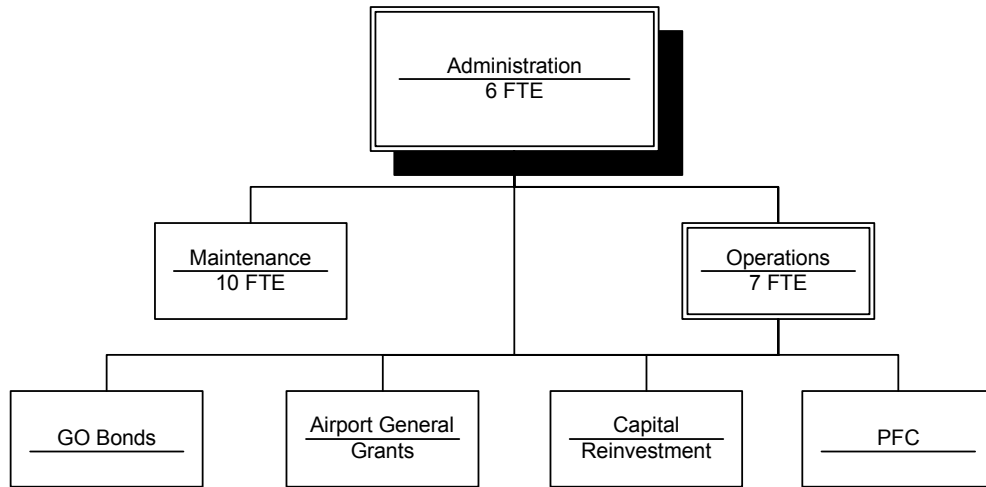 Administration
6 FTE
Maintenance
10 FTE
Operations
7 FTE
GO Bonds
Airport General
Grants
Capital
Reinvestment
PFC